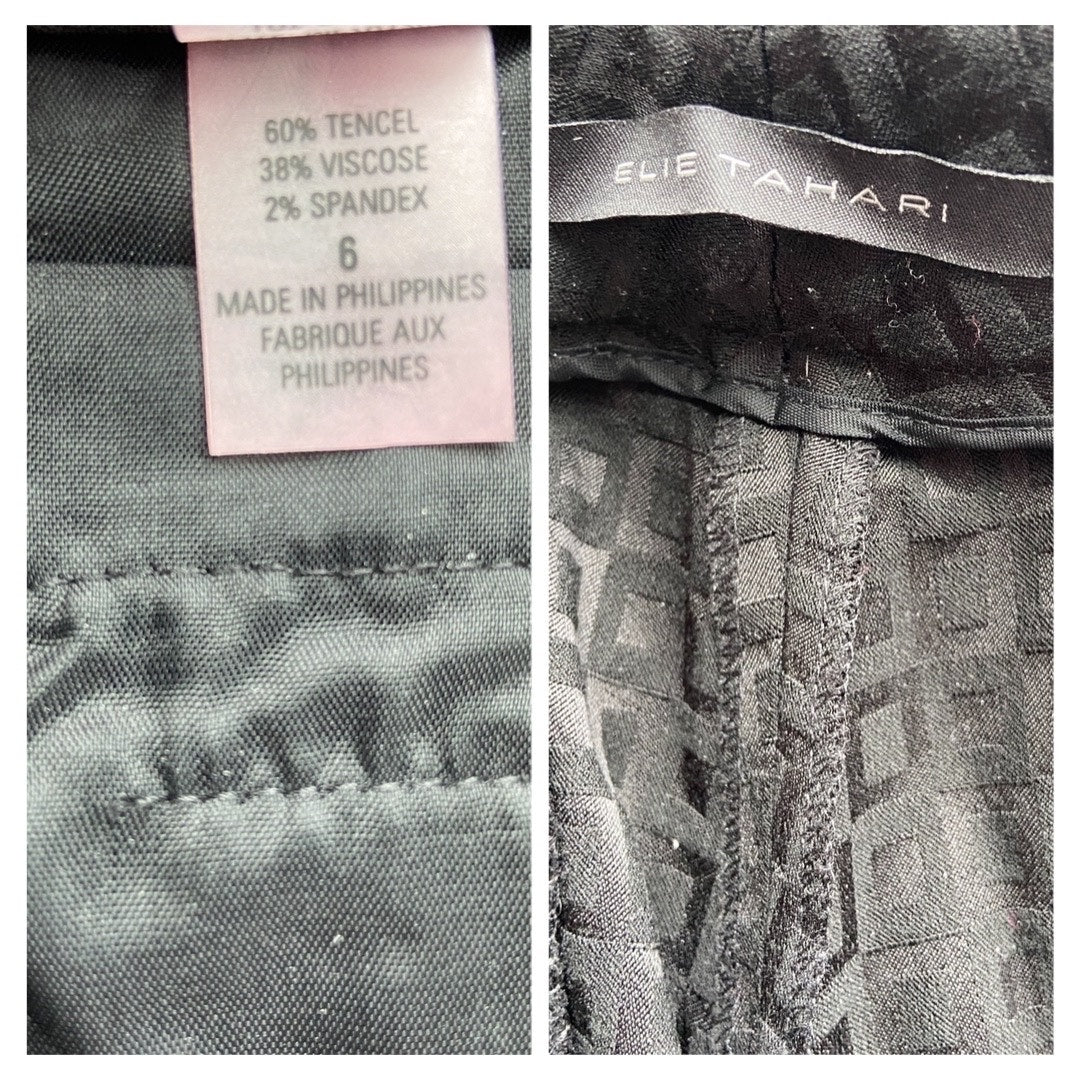 60% TENCEL
38% VISCOSE
2% SPANDEX
6
MADE IN PHILIPPINES
FABRIQUE AUX
PHILIPPINES
ELIE TAHARI